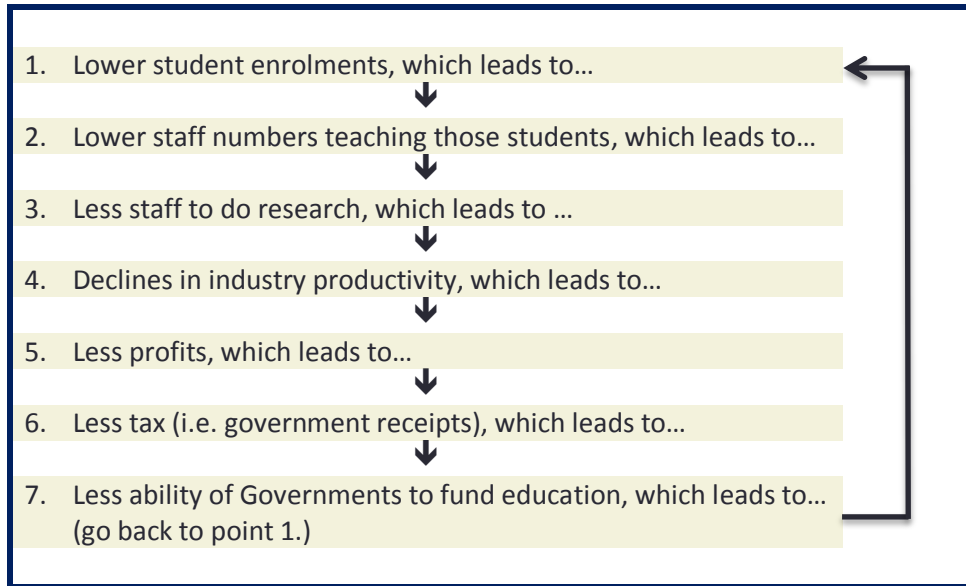 1. Lower student enrolments, which leads to…
2. Lower staff numbers teaching those students, which leads to…
3. Less staff to do research, which leads to …
4. Declines in industry productivity, which leads to…
5. Less profits, which leads to…
6. Less tax (i.e. government receipts), which leads to…
7. Less ability of Governments to fund education, which leads to…
(go back to point 1.)